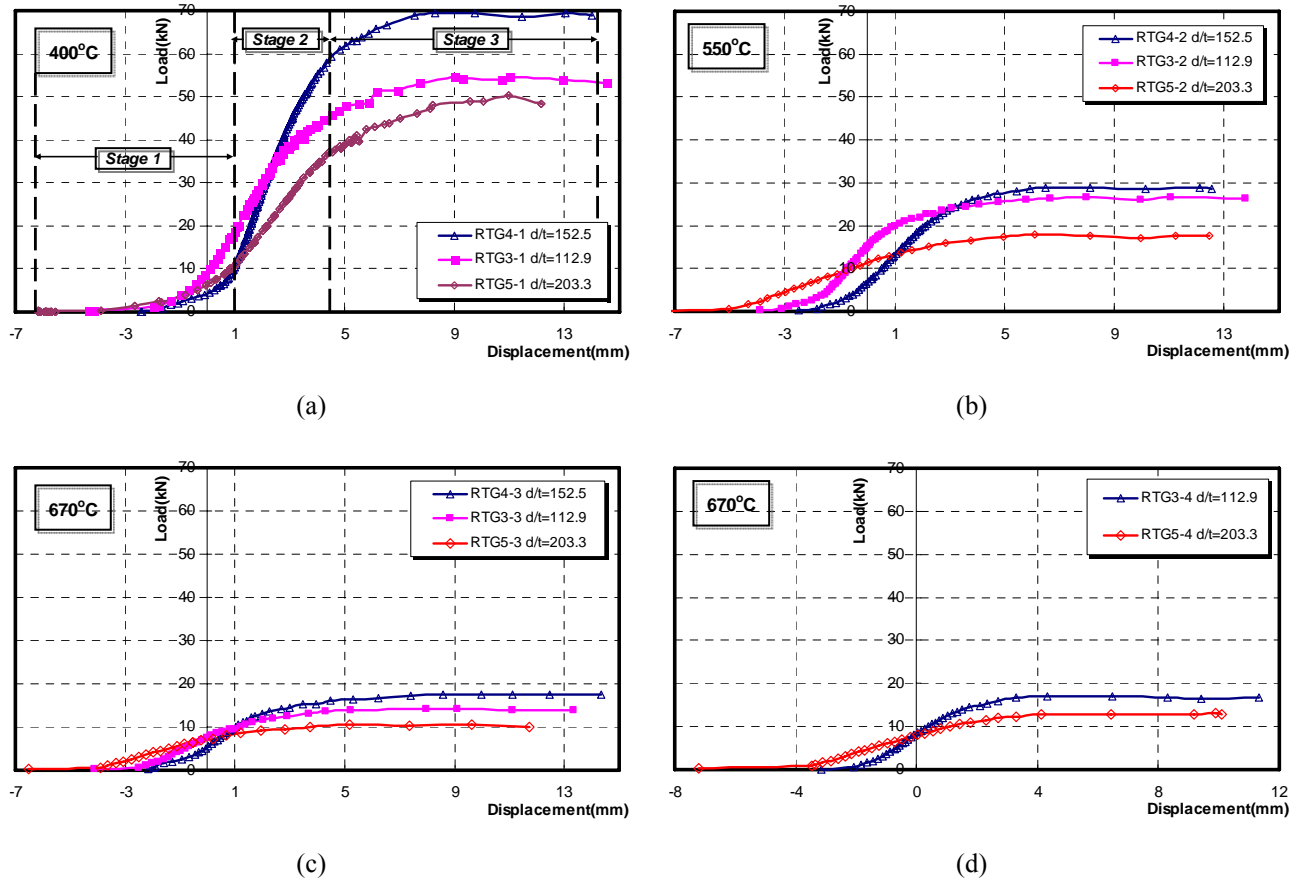 400°C
Load(kN)
70
60
50
40
30
20
10
0
Stage 1
Stage 2
Stage 3
RTG4-1 d/t=152.5
RTG3-1 d/t=112.9
RTG5-1 d/t=203.3
-7 -3 1 5 9 13
Displacement(mm)
(a)
550°C
Load(kN)
70
60
50
40
30
20
10
0
RTG4-2 d/t=152.5
RTG3-2 d/t=112.9
RTG5-2 d/t=203.3
-7 -3 1 5 9 13
Displacement(mm)
(b)
670°C
Load(kN)
70
60
50
40
30
20
10
0
RTG4-3 d/t=152.5
RTG3-3 d/t=112.9
RTG5-3 d/t=203.3
-7 -3 1 5 9 13
Displacement(mm)
(c)
670°C
Load(kN)
70
60
50
40
30
20
10
0
RTG3-4 d/t=112.9
RTG5-4 d/t=203.3
-8 -4 0 4 8 12
Displacement(mm)
(d)